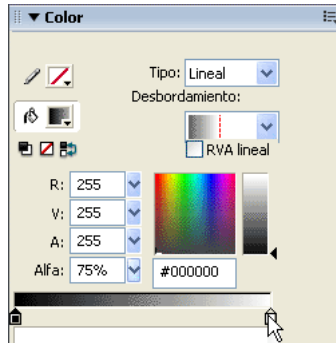 Color
Tipo: Lineal
Desbordamiento:
RVA lineal
R: 255
V: 255
A: 255
Alfa: 75% #000000